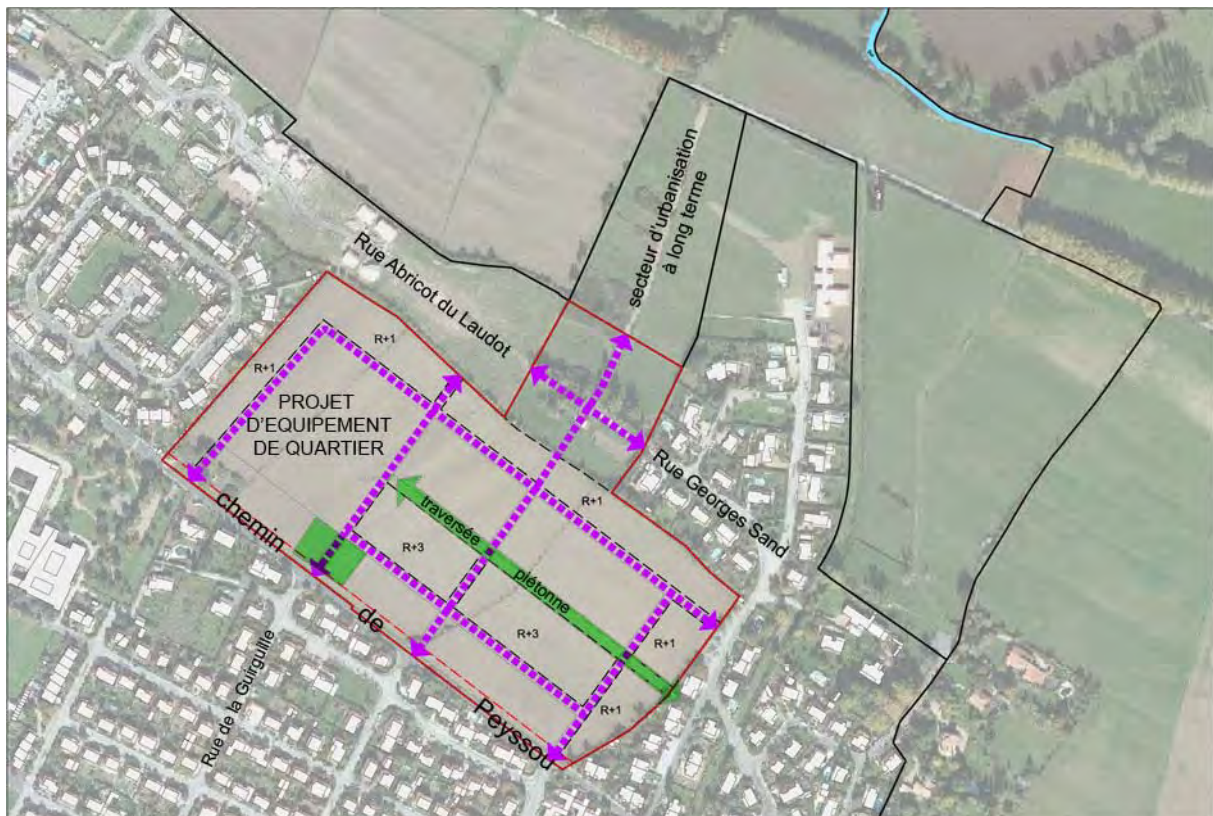 secteur d'urbanisation
à long terme
Rue Abricot du Laudot
R+1
R+1
PROJET
D'EQUIPEMENT
DE QUARTIER
R+1
Rue Georges Sand
traversée
piétonne
R+3
R+3
R+1
R+1
chemin
de
Peyssou
Rue de la Guirguille